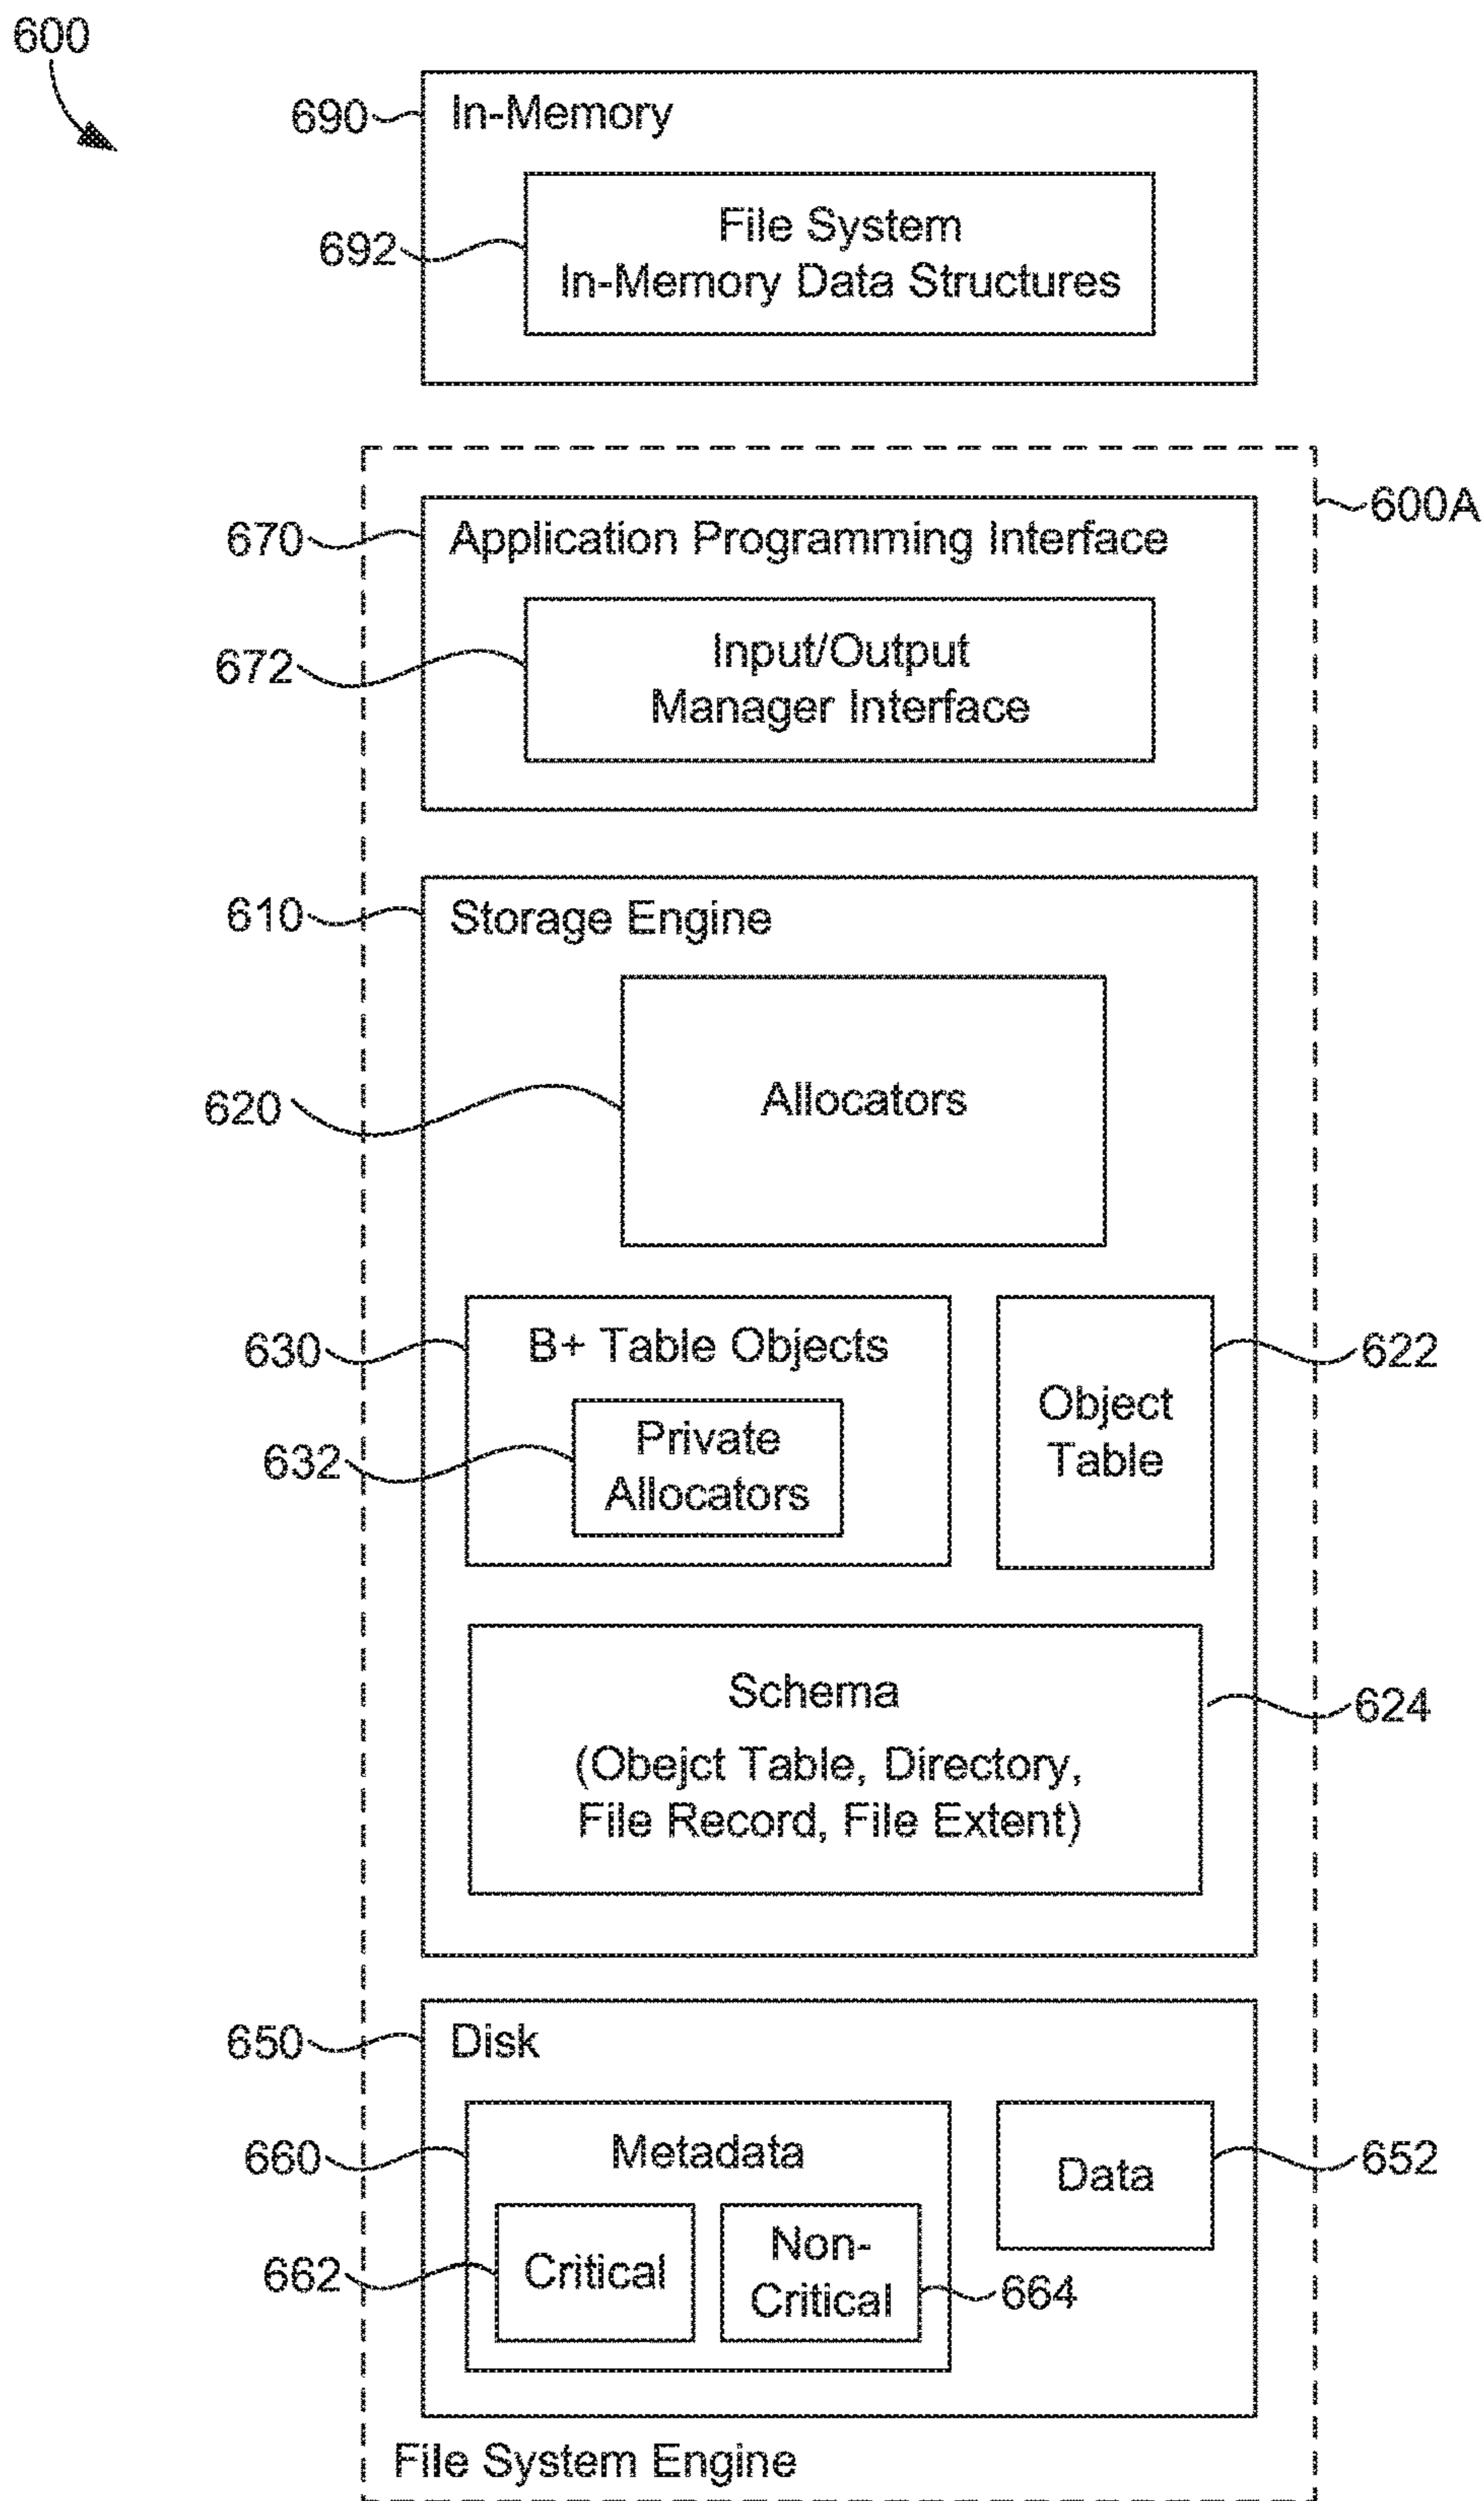 600
690
In-Memory
692
File System
In-Memory Data Structures
600A
670
Application Programming Interface
672
Input/Output
Manager Interface
610
Storage Engine
620
Allocators
630
B+ Table Objects
622
Object
Table
632
Private
Allocators
Schema
624
(Obejct Table, Directory,
File Record, File Extent)
650
Disk
660
Metadata
652
Data
662
Critical
Non-
Critical
664
File System Engine